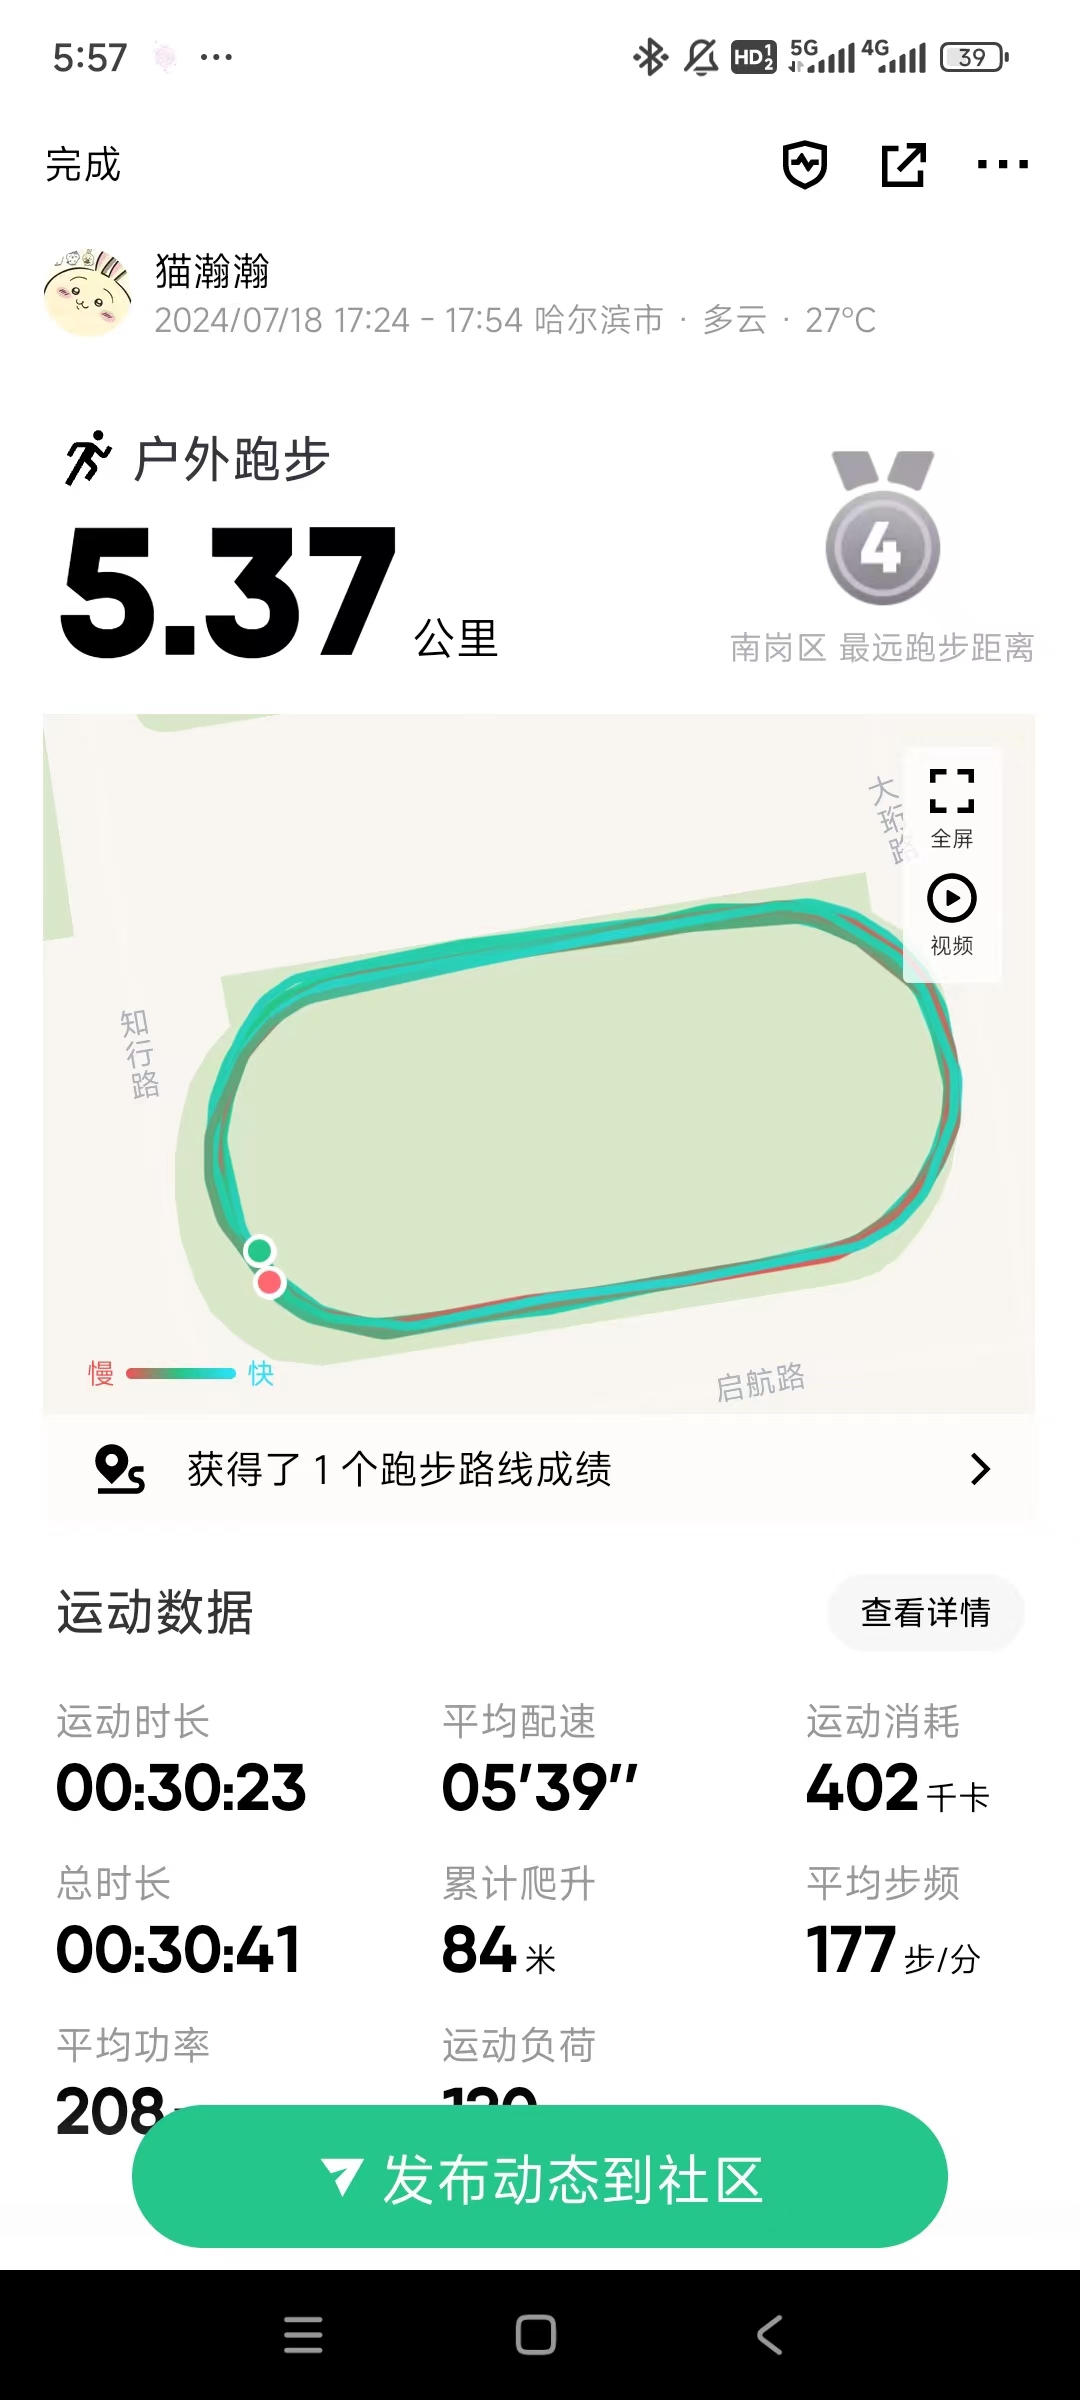 5:57 ... HD 1 2 5G 4G 39
完成
猫瀚瀚
2024/07/18 17:24 - 17:54 哈尔滨市 · 多云 · 27°C
户外跑步
5.37 公里
4
南岗区 最远跑步距离
大珩路
全屏
视频
知行路
慢 快
启航路
获得了 1 个跑步路线成绩
运动数据 查看详情
运动时长 平均配速 运动消耗
00:30:23 05'39" 402 千卡
总时长 累计爬升 平均步频
00:30:41 84 米 177 步/分
平均功率 运动负荷
208
发布动态到社区